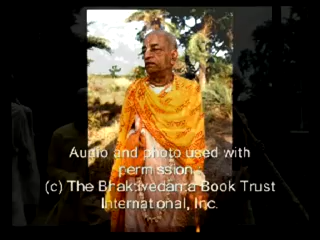 Audio and photo used with
permission.
(c) The Bhaktivedanta Book Trust
International, Inc.